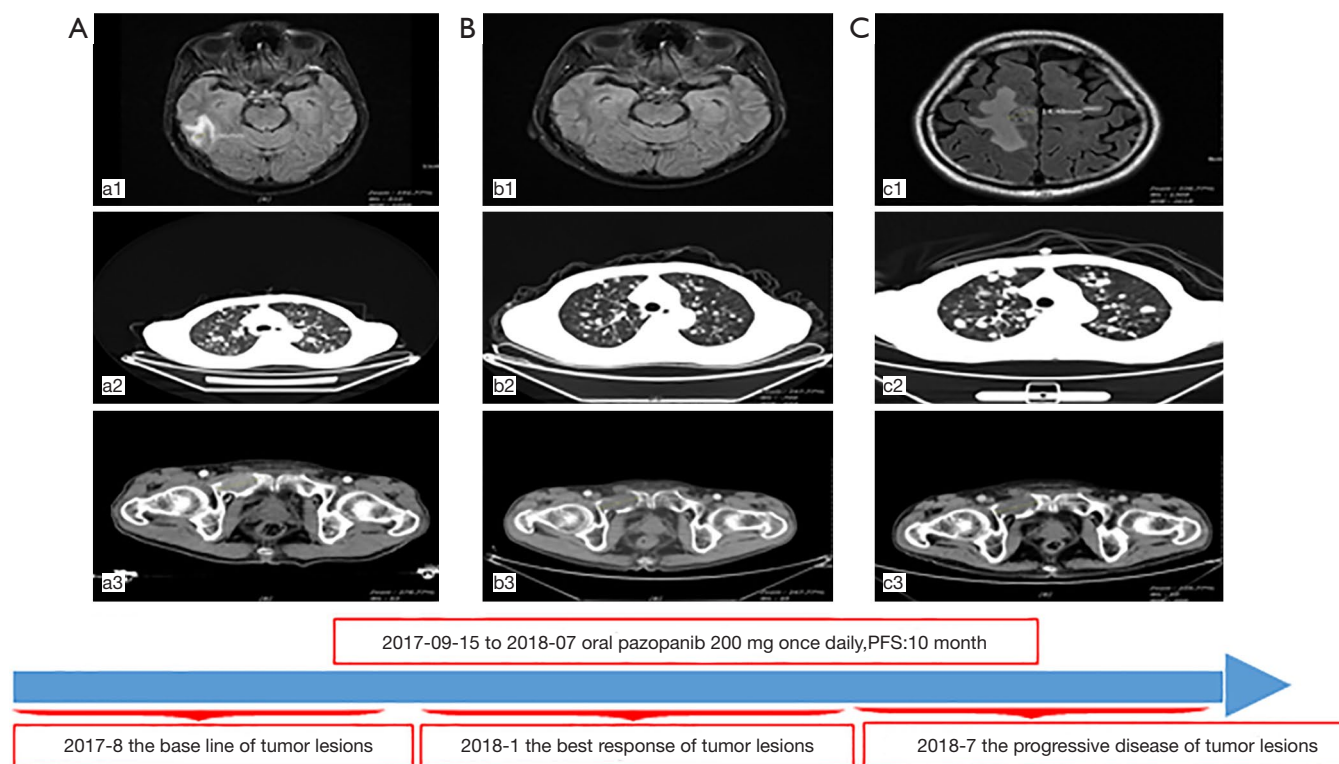 A
B
C
a1
b1
c1
a2
b2
c2
a3
b3
c3
2017-09-15 to 2018-07 oral pazopanib 200 mg once daily,PFS:10 month
2017-8 the base line of tumor lesions
2018-1 the best response of tumor lesions
2018-7 the progressive disease of tumor lesions